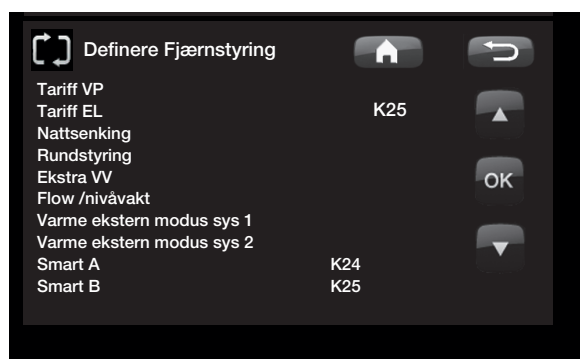 Definere Fjærnstyring
Tariff VP
Tariff EL K25
Nattsenking
Rundstyring
Ekstra VV
OK
Flow /nivåvakt
Varme ekstern modus sys 1
Varme ekstern modus sys 2
Smart A K24
Smart B K25